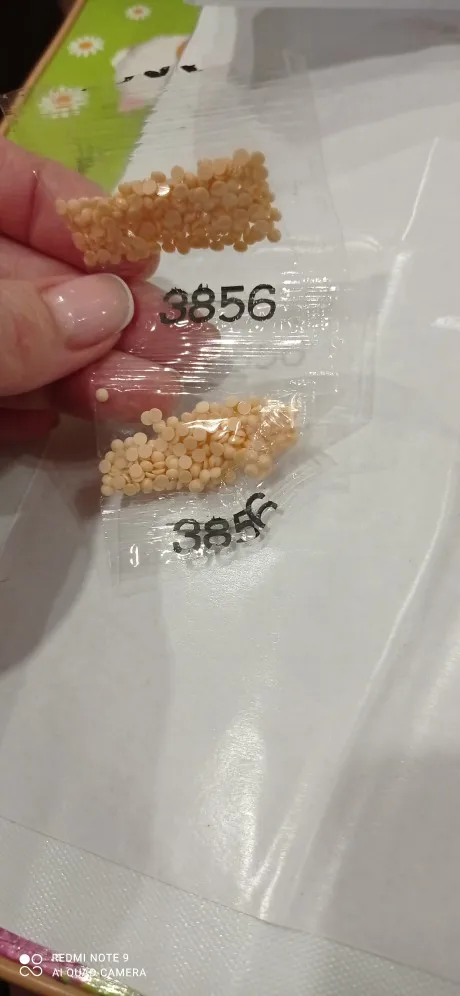 3856
3856
REDMI NOTE 9
AI QUAD CAMERA